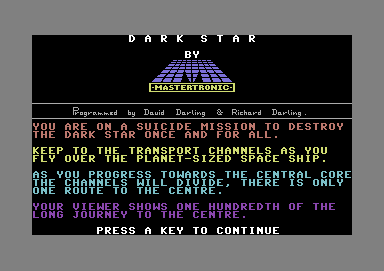 DARK STAR
BY
·MASTERTRONIC·
Programmed by David Darling & Richard Darling.
YOU ARE ON A SUICIDE MISSION TO DESTROY
THE DARK STAR ONCE AND FOR ALL.
KEEP TO THE TRANSPORT CHANNELS AS YOU
FLY OVER THE PLANET-SIZED SPACE SHIP.
AS YOU PROGRESS TOWARDS THE CENTRAL CORE
THE CHANNELS WILL DIVIDE, THERE IS ONLY
ONE ROUTE TO THE CENTRE.
YOUR VIEWER SHOWS ONE HUNDREDTH OF THE
LONG JOURNEY TO THE CENTRE.
PRESS A KEY TO CONTINUE